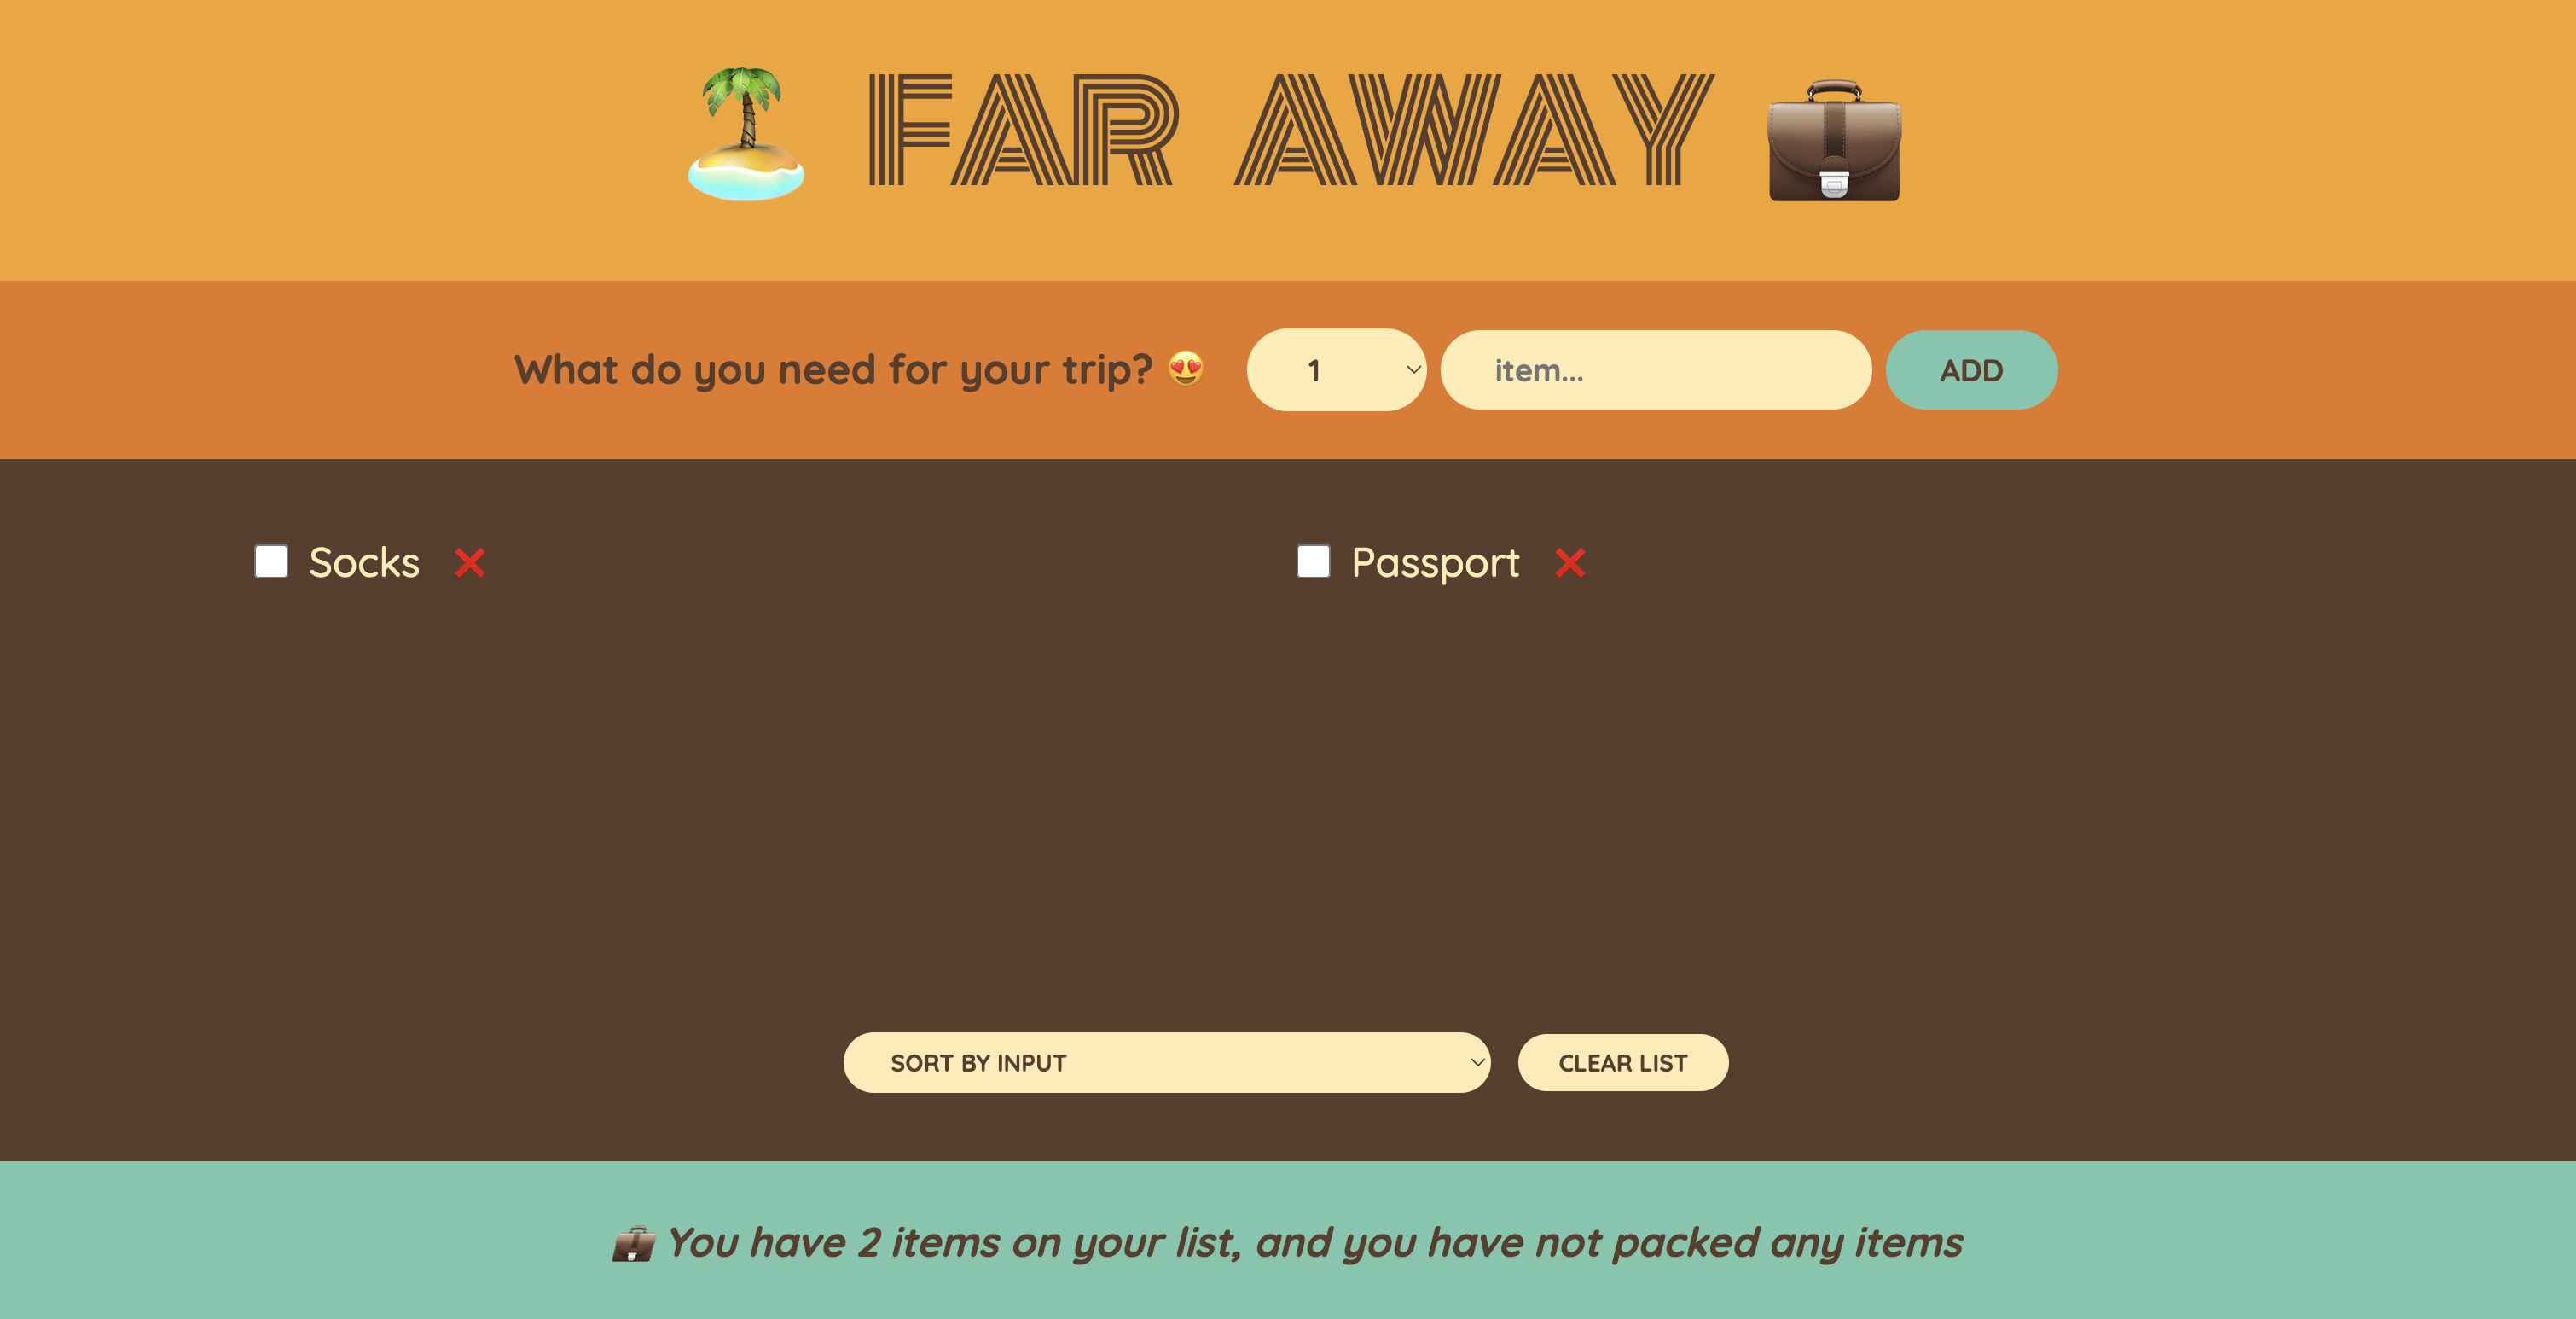 🏝️ FAR AWAY 💼
What do you need for your trip? 😍 1 item... ADD
Socks ❌ Passport ❌
SORT BY INPUT CLEAR LIST
💼 You have 2 items on your list, and you have not packed any items